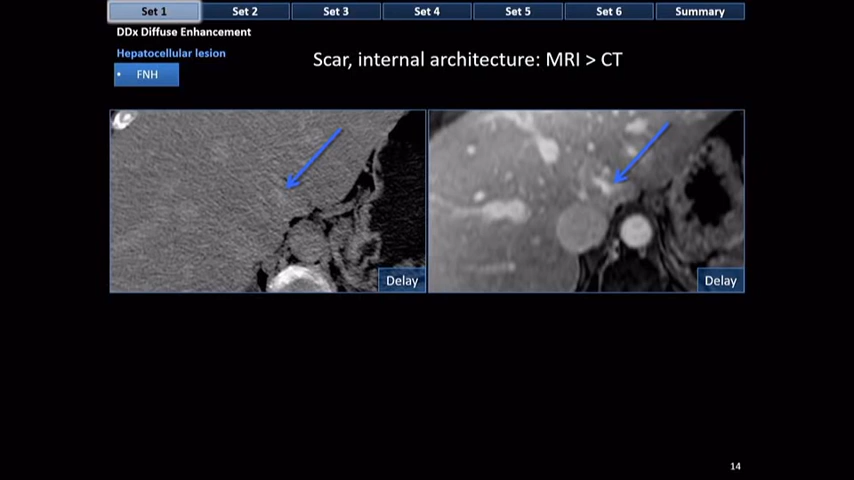 Set 1 Set 2 Set 3 Set 4 Set 5 Set 6 Summary
DDx Diffuse Enhancement
Hepatocellular lesion
• FNH
Scar, internal architecture: MRI > CT
Delay Delay
14